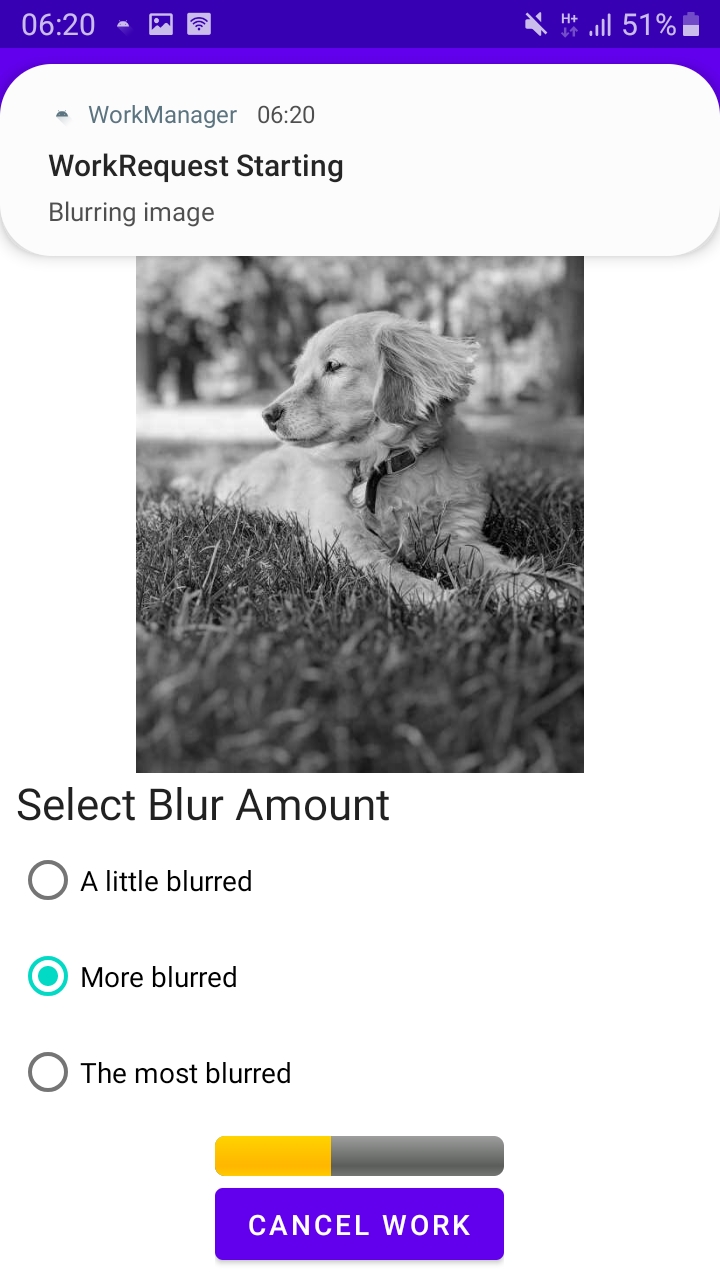 06:20 H+ 51%
WorkManager 06:20
WorkRequest Starting
Blurring image
Select Blur Amount
A little blurred
More blurred
The most blurred
CANCEL WORK